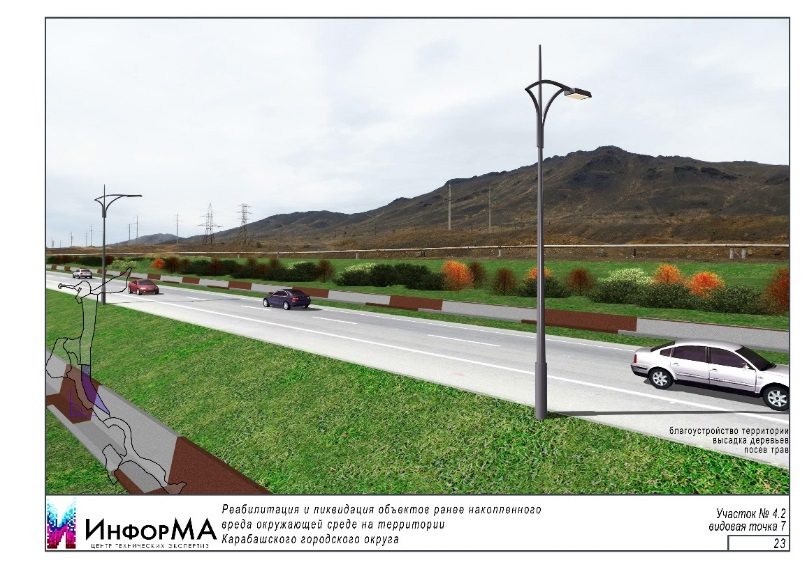 благоустройство территории
высадка деревьев
посев трав
ИнфорМА
ЦЕНТР ТЕХНИЧЕСКИХ ЭКСПЕРТИЗ
Реабилитация и ликвидация объектов ранее накопленного
вреда окружающей среде на территории
Карабашского городского округа
Участок № 4.2
видовая точка 7
23